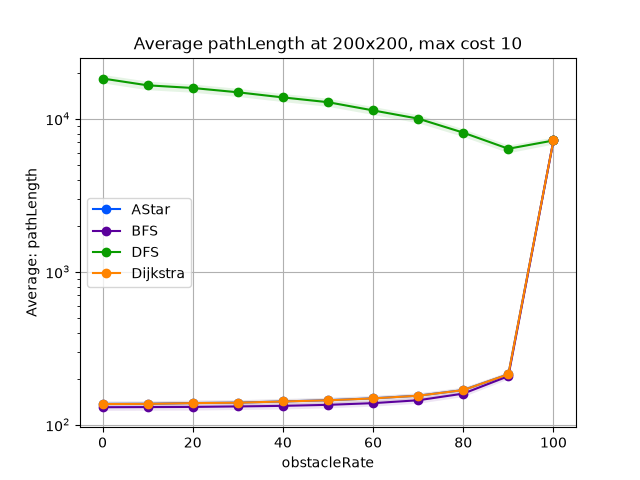 Average pathLength at 200x200, max cost 10
Average: pathLength
10^4
10^3
10^2
AStar
BFS
DFS
Dijkstra
0 20 40 60 80 100
obstacleRate